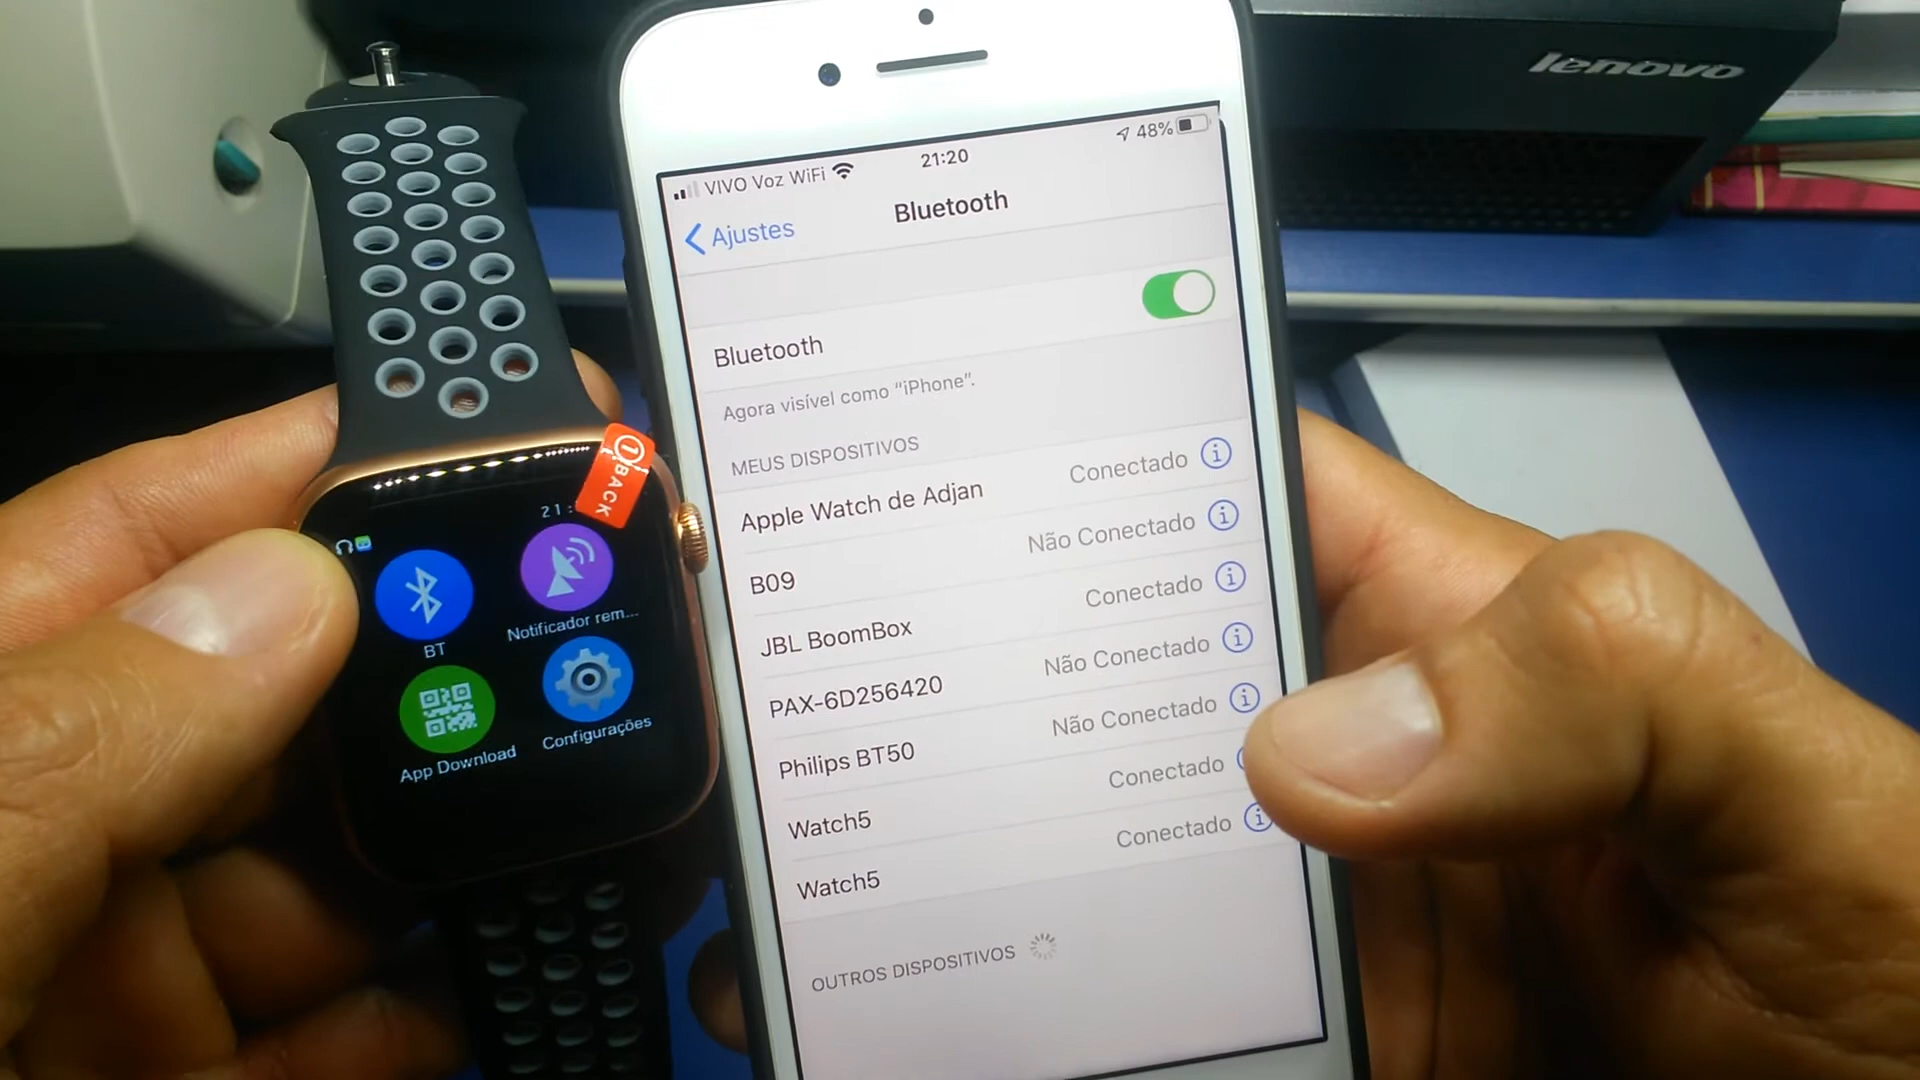 lenovo
VIVO Voz WiFi 21:20 48%
Ajustes Bluetooth
Bluetooth
Agora visível como “iPhone”.
MEUS DISPOSITIVOS
Apple Watch de Adjan Conectado
B09 Não Conectado
JBL BoomBox Conectado
PAX-6D256420 Não Conectado
Philips BT50 Não Conectado
Watch5 Conectado
Watch5 Conectado
OUTROS DISPOSITIVOS
1 BACK
21:
BT
Notificador rem...
App Download
Configurações